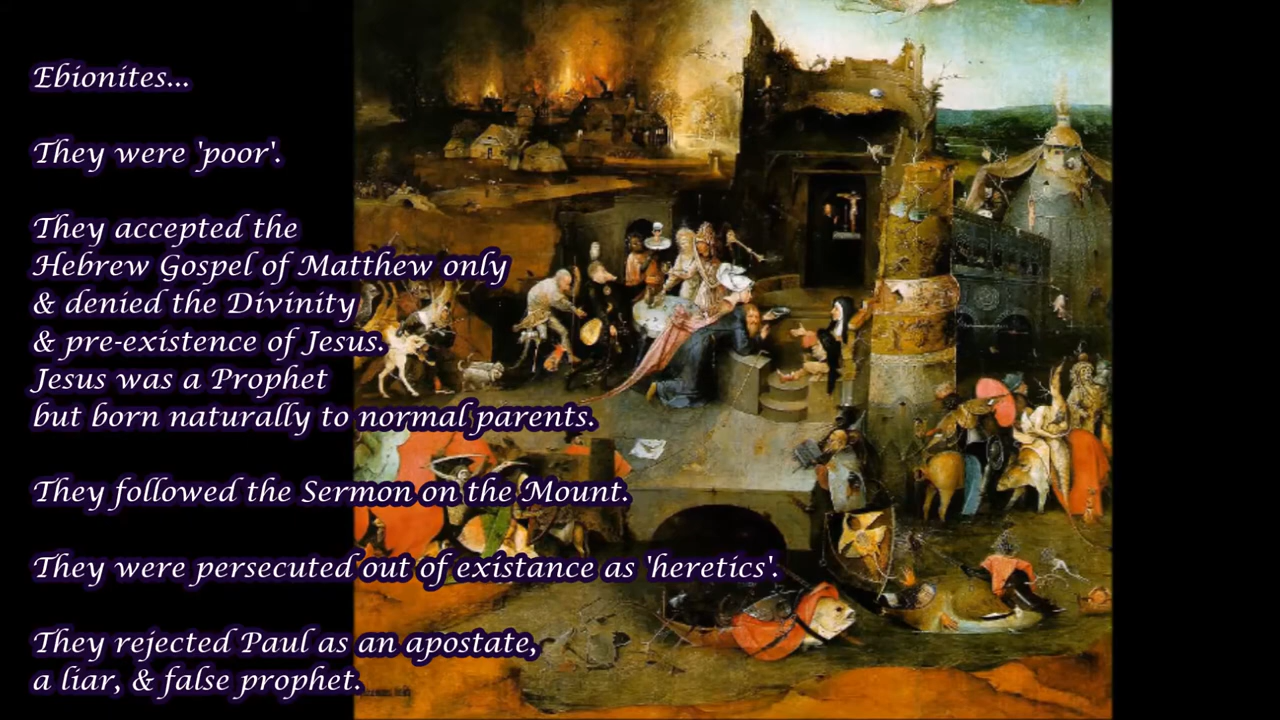 Ebionites...
They were 'poor'.
They accepted the
Hebrew Gospel of Matthew only
& denied the Divinity
& pre-existence of Jesus.
Jesus was a Prophet
but born naturally to normal parents.
They followed the Sermon on the Mount.
They were persecuted out of existance as 'heretics'.
They rejected Paul as an apostate,
a liar, & false prophet.